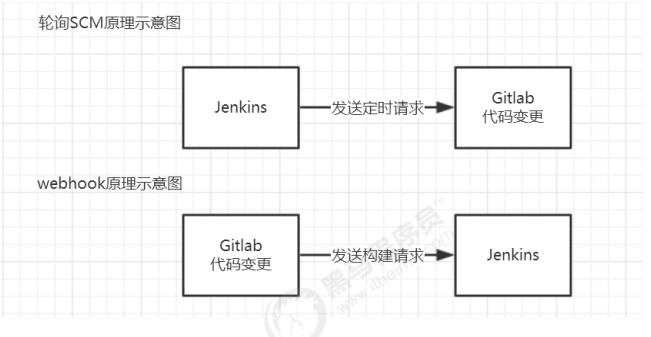 轮询SCM原理示意图
Jenkins
发送定时请求
Gitlab
代码变更
webhook原理示意图
Gitlab
代码变更
发送构建请求
Jenkins
黑马程序员
www.itheima.com